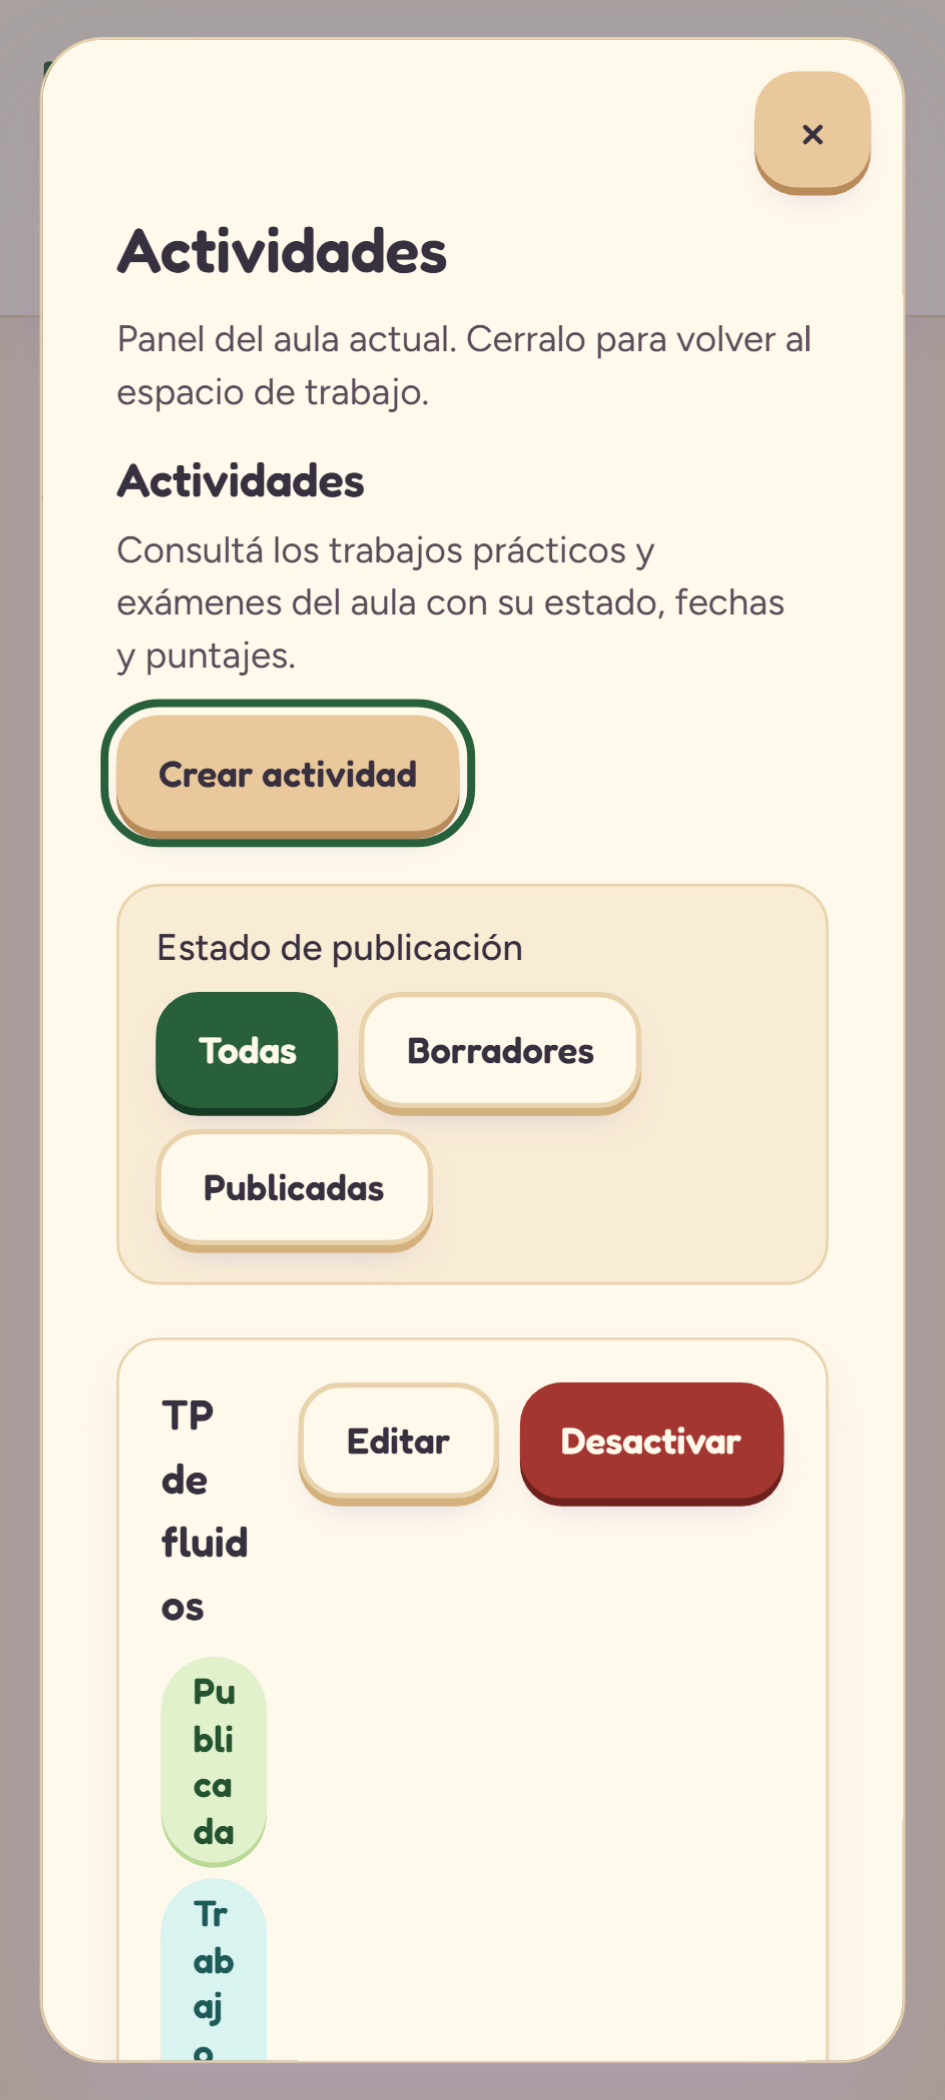 ×
Actividades
Panel del aula actual. Cerralo para volver al
espacio de trabajo.
Actividades
Consultá los trabajos prácticos y
exámenes del aula con su estado, fechas
y puntajes.
Crear actividad
Estado de publicación
Todas Borradores
Publicadas
TP
de
fluid
os
Editar Desactivar
Pu
bli
ca
da
Tr
ab
aj
o